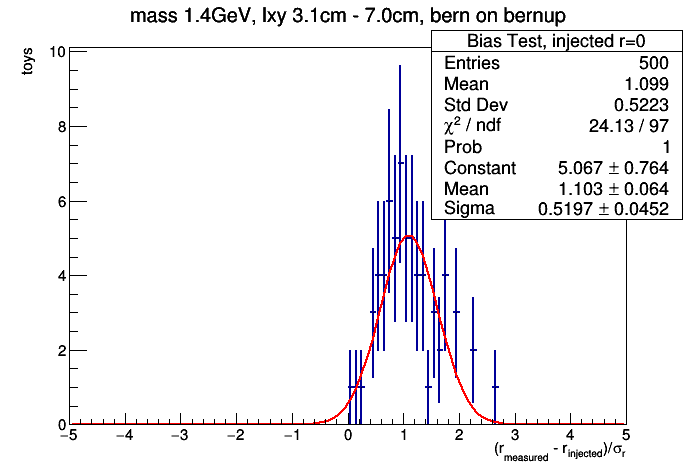 mass 1.4GeV, lxy 3.1cm - 7.0cm, bern on bernup
Bias Test, injected r=0
Entries 500
Mean 1.099
Std Dev 0.5223
χ² / ndf 24.13 / 97
Prob 1
Constant 5.067 ± 0.764
Mean 1.103 ± 0.064
Sigma 0.5197 ± 0.0452
toys
10
8
6
4
2
0
−5 −4 −3 −2 −1 0 1 2 3 4 5
(r_measured - r_injected)/σ_r